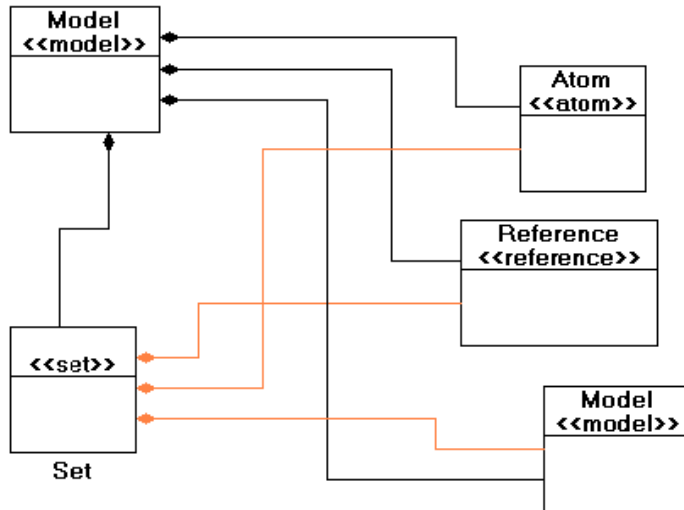 Model
<<model>>
Atom
<<atom>>
Reference
<<reference>>
<<set>>
Set
Model
<<model>>